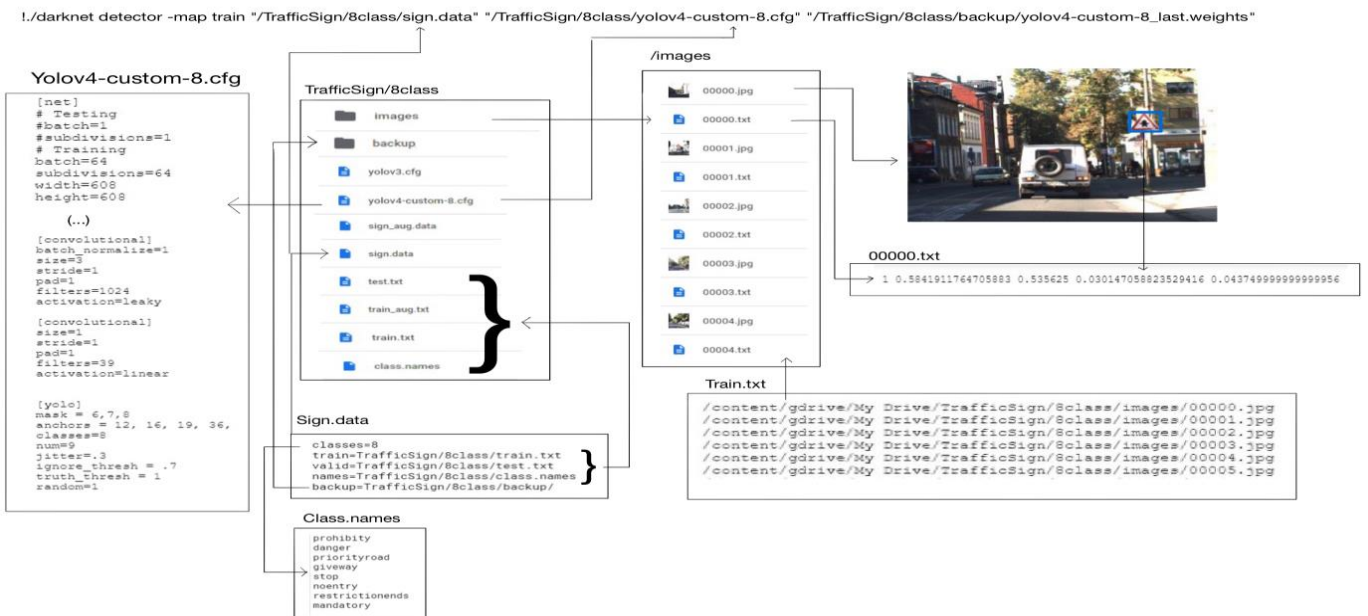 !./darknet detector -map train "/TrafficSign/8class/sign.data" "/TrafficSign/8class/yolov4-custom-8.cfg" "/TrafficSign/8class/backup/yolov4-custom-8_last.weights"
Yolov4-custom-8.cfg
[net]
# Testing
#batch=1
#subdivisions=1
# Training
batch=64
subdivisions=64
width=608
height=608
(...)
[convolutional]
batch_normalize=1
size=3
stride=1
pad=1
filters=1024
activation=leaky
[convolutional]
size=1
stride=1
pad=1
filters=39
activation=linear
[yolo]
mask = 6,7,8
anchors = 12, 16, 19, 36,
classes=8
num=9
jitter=.3
ignore_thresh = .7
truth_thresh = 1
random=1
TrafficSign/8class
images
backup
yolov3.cfg
yolov4-custom-8.cfg
sign_aug.data
sign.data
test.txt
train_aug.txt
train.txt
class.names
}
Sign.data
classes=8
train=TrafficSign/8class/train.txt
valid=TrafficSign/8class/test.txt
names=TrafficSign/8class/class.names
backup=TrafficSign/8class/backup/
}
Class.names
prohibity
danger
priorityroad
giveway
stop
noentry
restrictionends
mandatory
/images
00000.jpg
00000.txt
00001.jpg
00001.txt
00002.jpg
00002.txt
00003.jpg
00003.txt
00004.jpg
00004.txt
00000.txt
1 0.5841911764705883 0.535625 0.030147058823529416 0.043749999999999956
Train.txt
/content/gdrive/My Drive/TrafficSign/8class/images/00000.jpg
/content/gdrive/My Drive/TrafficSign/8class/images/00001.jpg
/content/gdrive/My Drive/TrafficSign/8class/images/00002.jpg
/content/gdrive/My Drive/TrafficSign/8class/images/00003.jpg
/content/gdrive/My Drive/TrafficSign/8class/images/00004.jpg
/content/gdrive/My Drive/TrafficSign/8class/images/00005.jpg